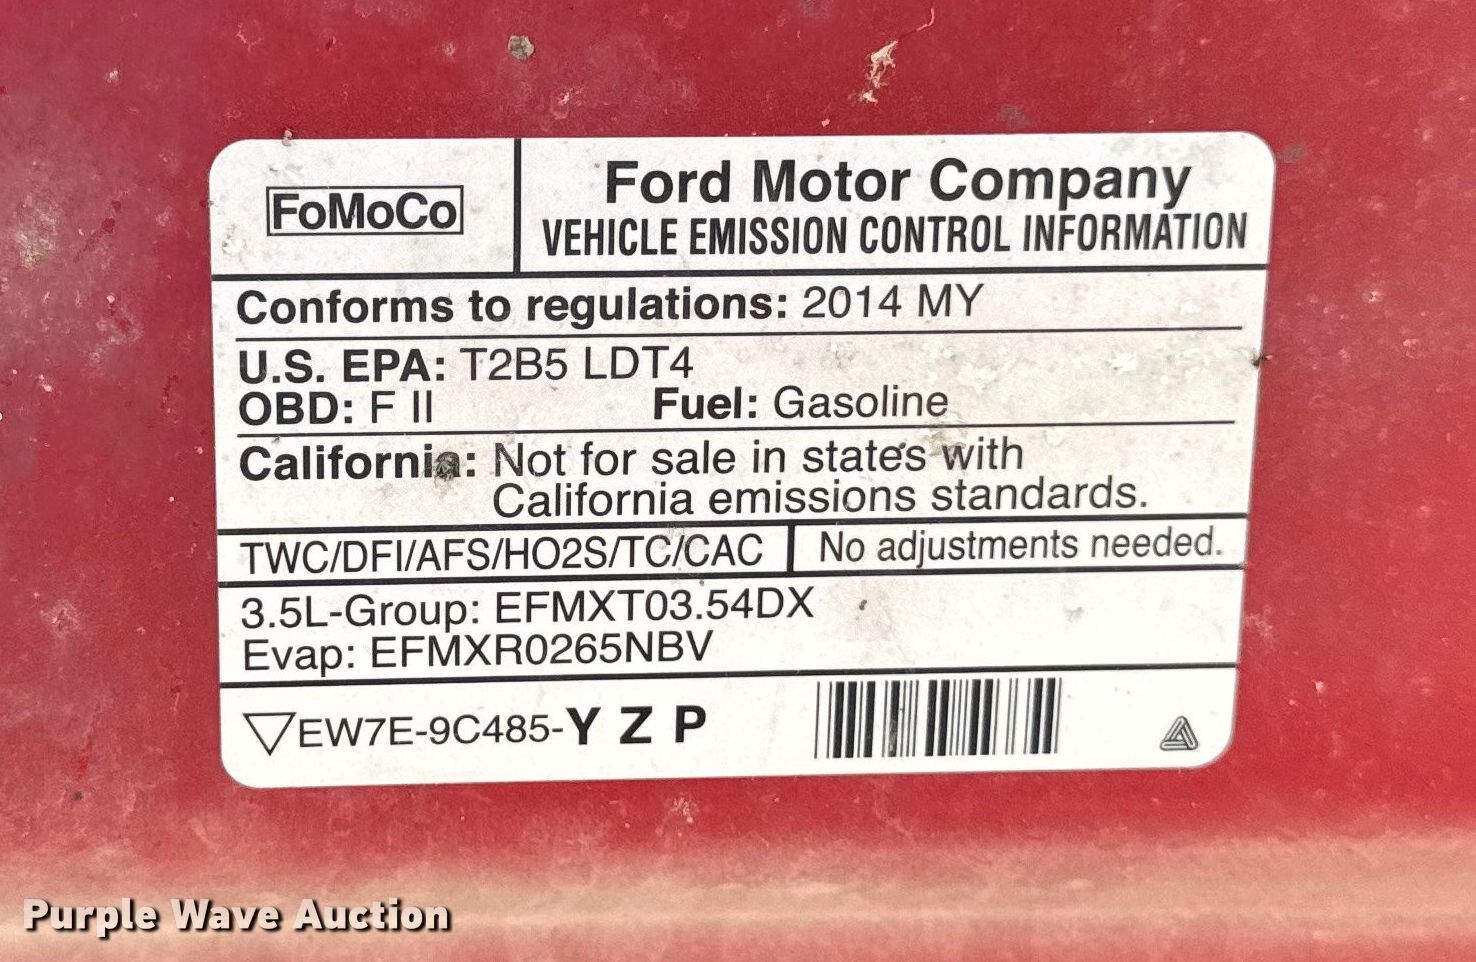 FoMoCo
Ford Motor Company
VEHICLE EMISSION CONTROL INFORMATION
Conforms to regulations: 2014 MY
U.S. EPA: T2B5 LDT4
OBD: F II Fuel: Gasoline
California: Not for sale in states with
California emissions standards.
TWC/DFI/AFS/HO2S/TC/CAC No adjustments needed.
3.5L-Group: EFMXT03.54DX
Evap: EFMXR0265NBV
EW7E-9C485-Y Z P
Purple Wave Auction